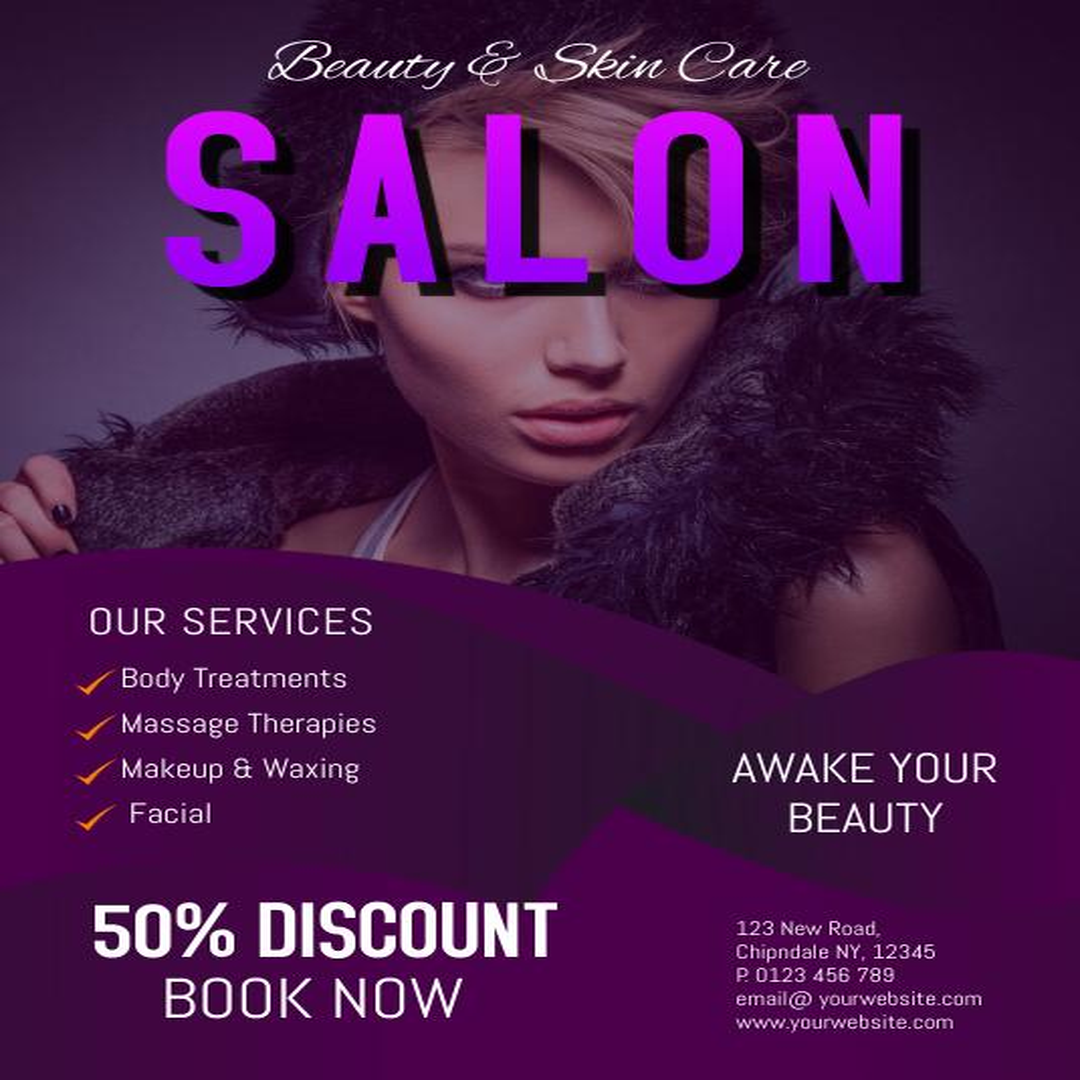 Beauty & Skin Care
SALON
OUR SERVICES
Body Treatments
Massage Therapies
Makeup & Waxing
Facial
AWAKE YOUR
BEAUTY
50% DISCOUNT
BOOK NOW
123 New Road,
Chipndale NY, 12345
P. 0123 456 789
email@ yourwebsite.com
www.yourwebsite.com